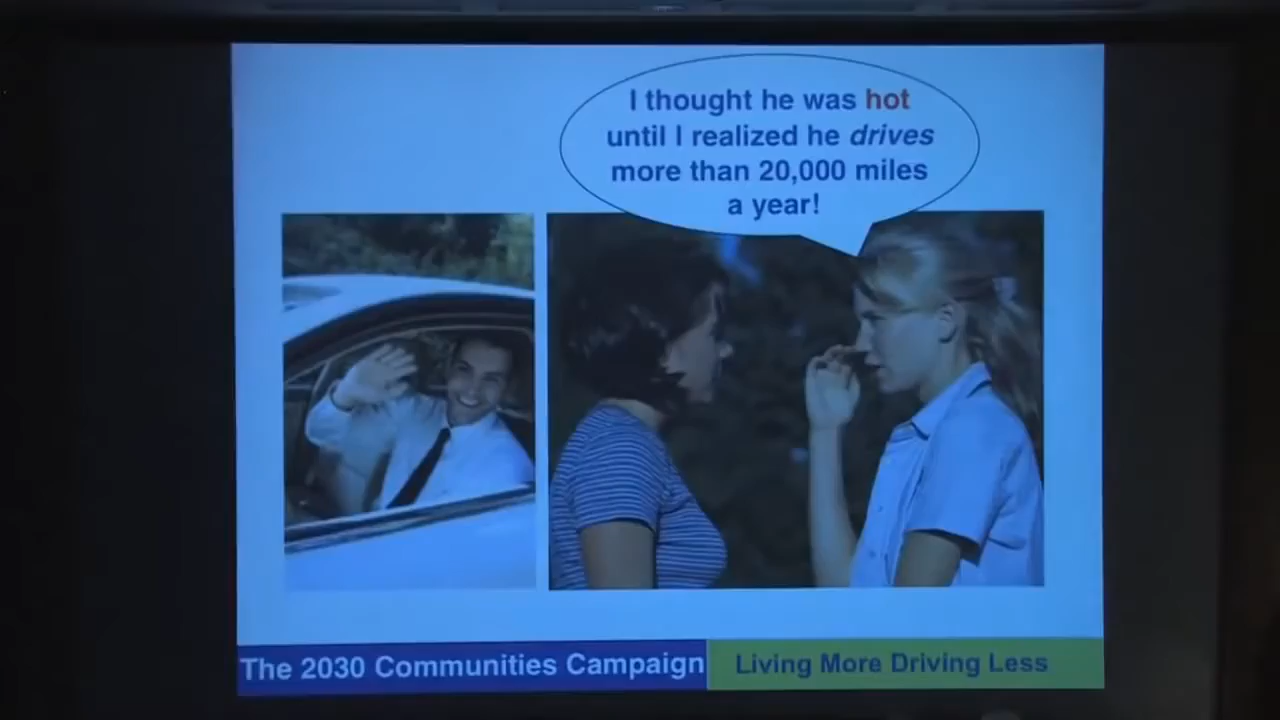 I thought he was hot
until I realized he drives
more than 20,000 miles
a year!
The 2030 Communities Campaign
Living More Driving Less